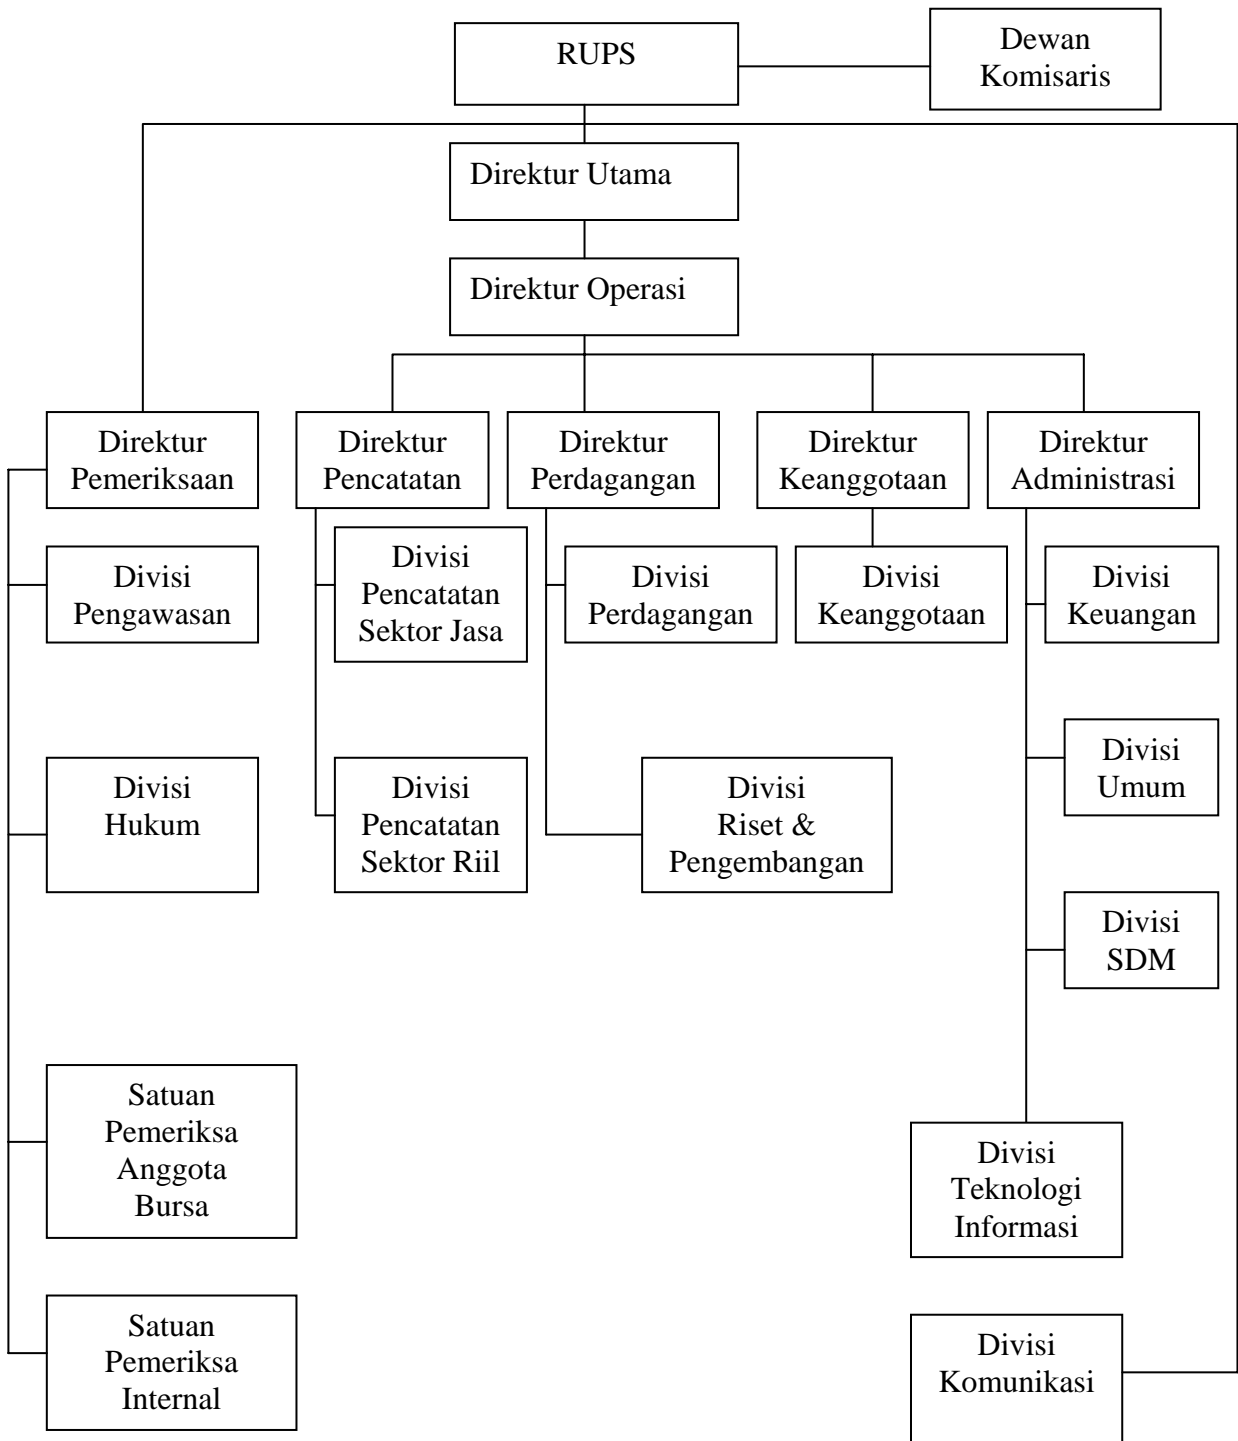 RUPS
Dewan
Komisaris
Direktur Utama
Direktur Operasi
Direktur
Pemeriksaan
Direktur
Pencatatan
Direktur
Perdagangan
Direktur
Keanggotaan
Direktur
Administrasi
Divisi
Pengawasan
Divisi
Pencatatan
Sektor Jasa
Divisi
Perdagangan
Divisi
Keanggotaan
Divisi
Keuangan
Divisi
Umum
Divisi
Hukum
Divisi
Pencatatan
Sektor Riil
Divisi
Riset &
Pengembangan
Divisi
SDM
Satuan
Pemeriksa
Anggota
Bursa
Divisi
Teknologi
Informasi
Satuan
Pemeriksa
Internal
Divisi
Komunikasi